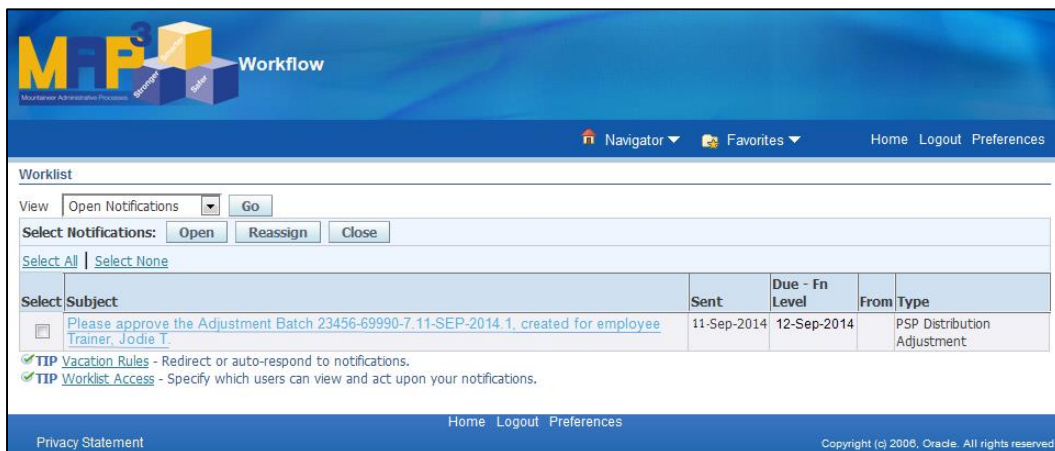 MAP3
Stronger
Smarter
Safer
Mountaineer Administrative Processes
Workflow
Navigator Favorites Home Logout Preferences
Worklist
View Open Notifications Go
Select Notifications: Open Reassign Close
Select All | Select None
Select Subject Sent Due - Fn Level From Type
Please approve the Adjustment Batch 23456-69990-7.11-SEP-2014.1, created for employee Trainer, Jodie T. 11-Sep-2014 12-Sep-2014 PSP Distribution Adjustment
TIP Vacation Rules - Redirect or auto-respond to notifications.
TIP Worklist Access - Specify which users can view and act upon your notifications.
Home Logout Preferences
Privacy Statement Copyright (c) 2006, Oracle. All rights reserved